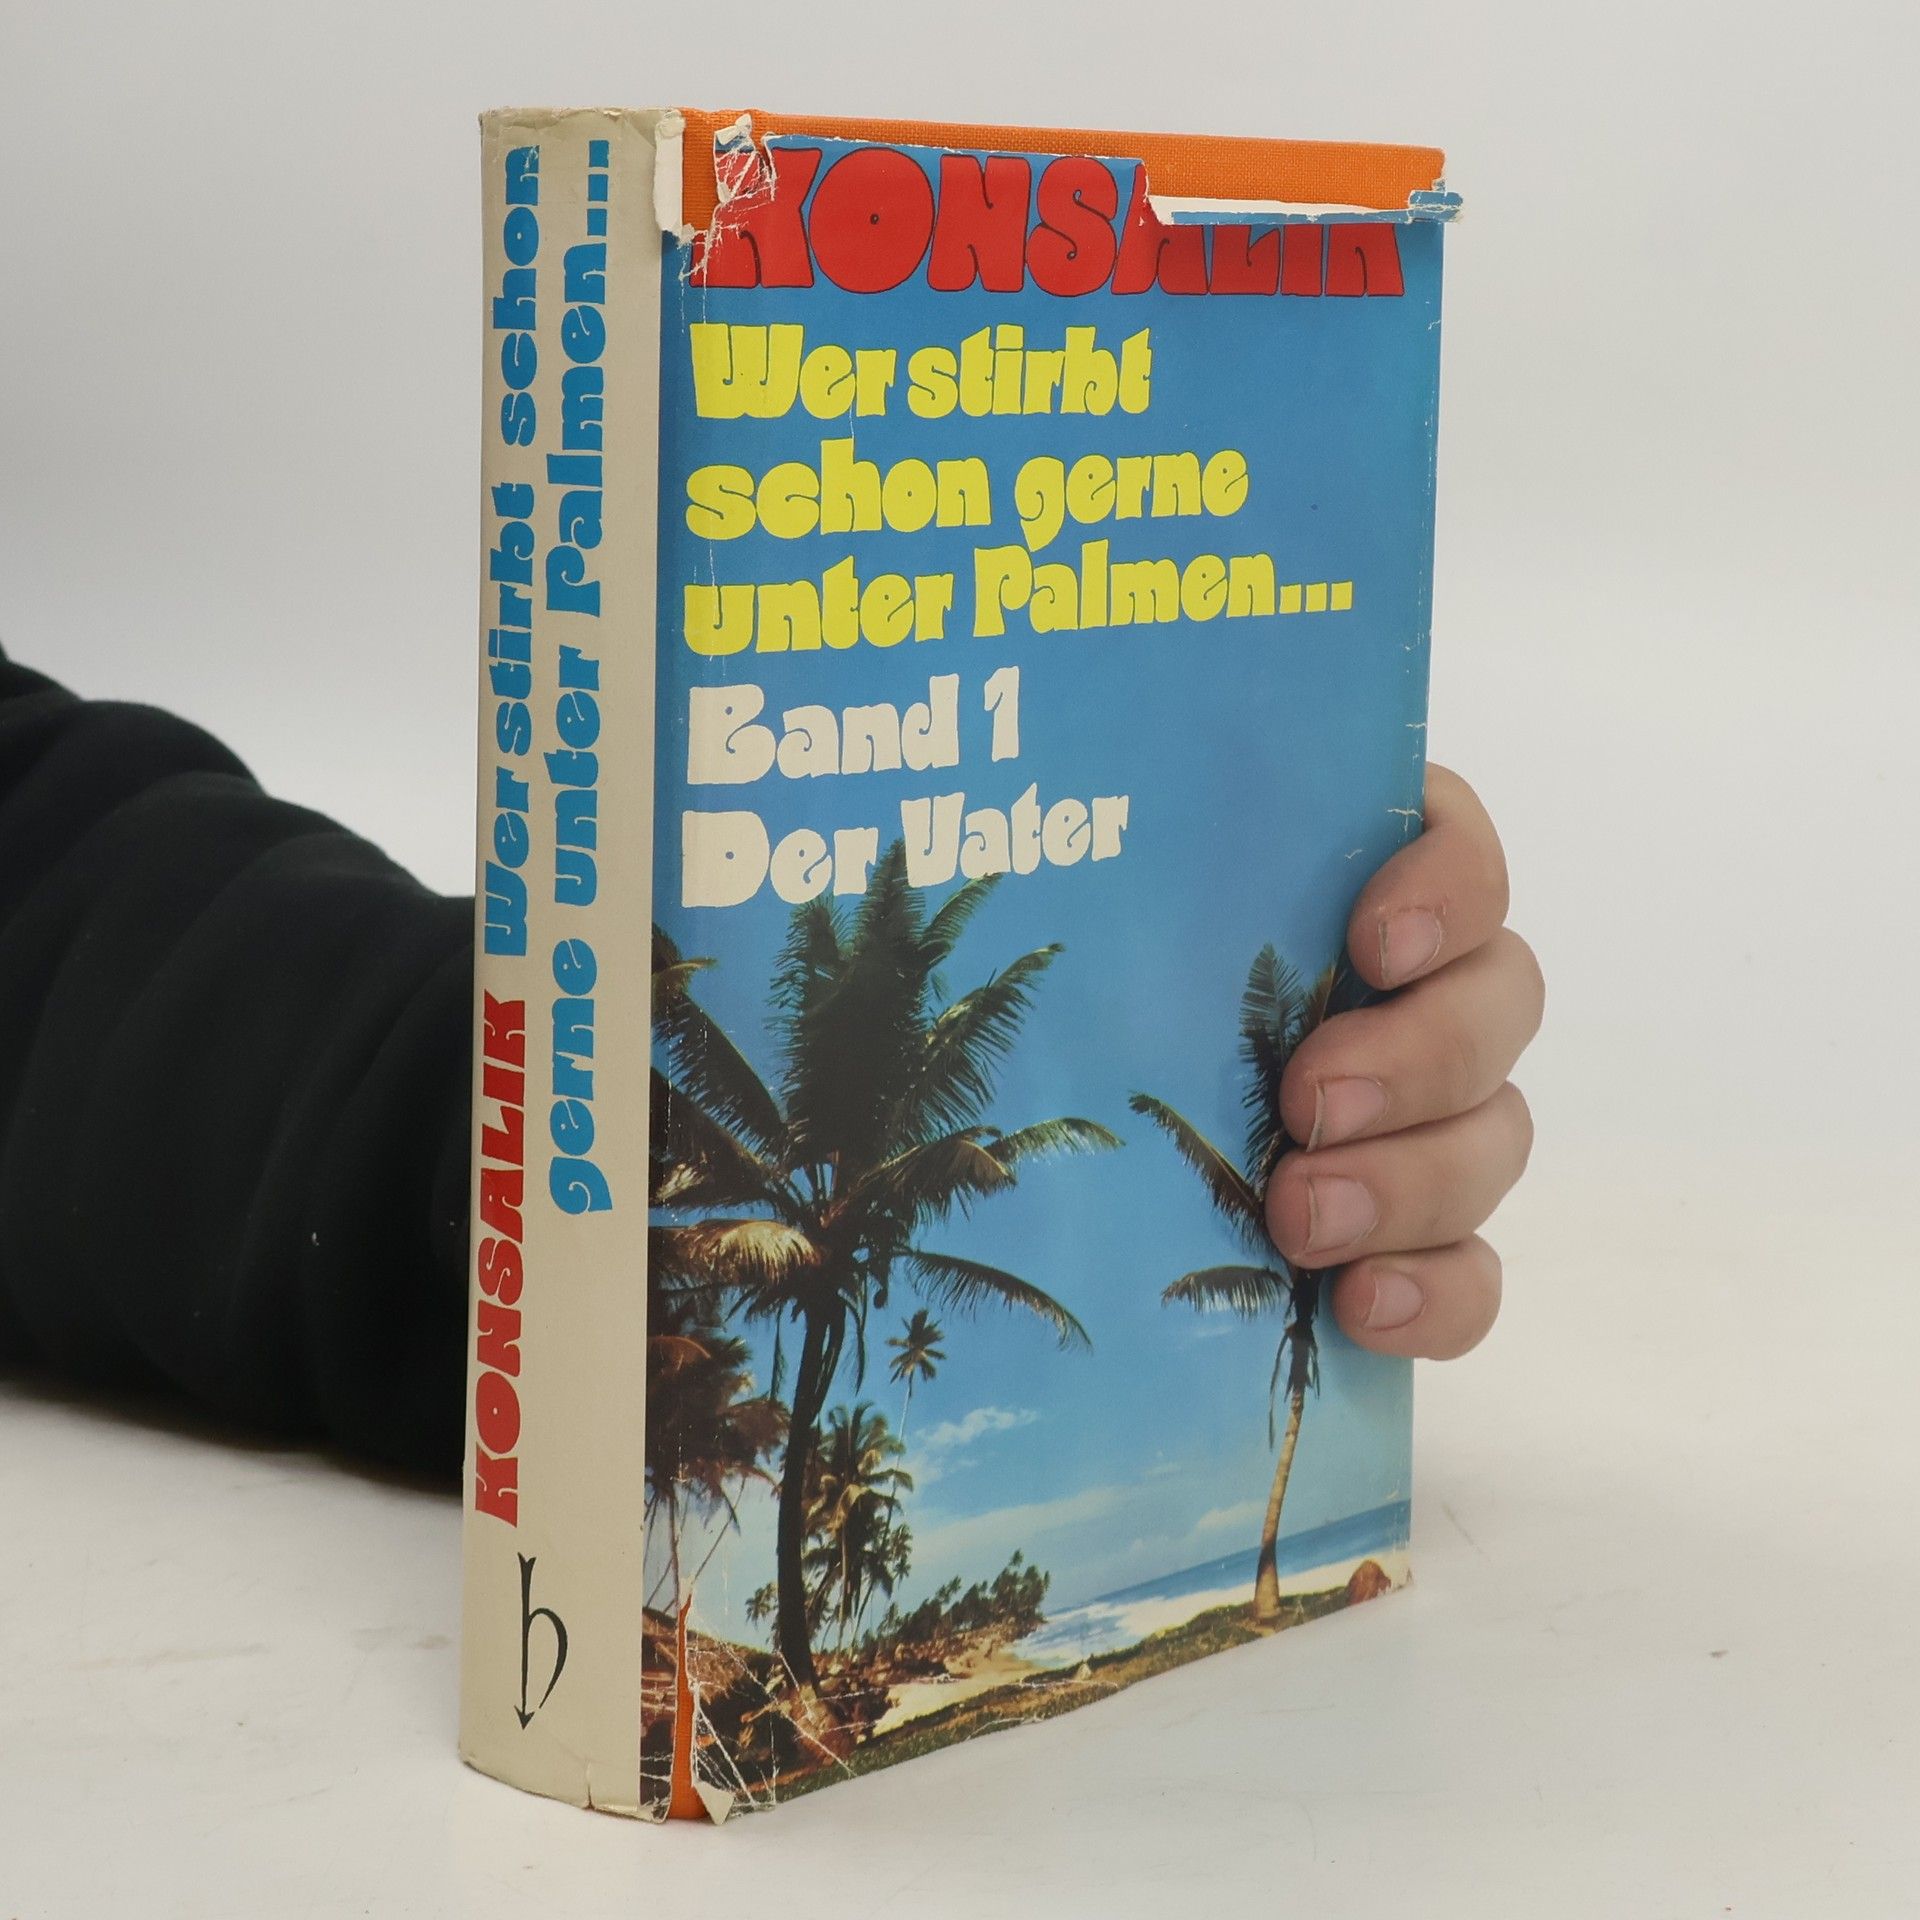 KONSALIK Wer stirbt schon
gerne unter Palmen...
KONSALIK
Wer stirbt
schon gerne
unter Palmen...
Band 1
Der Vater